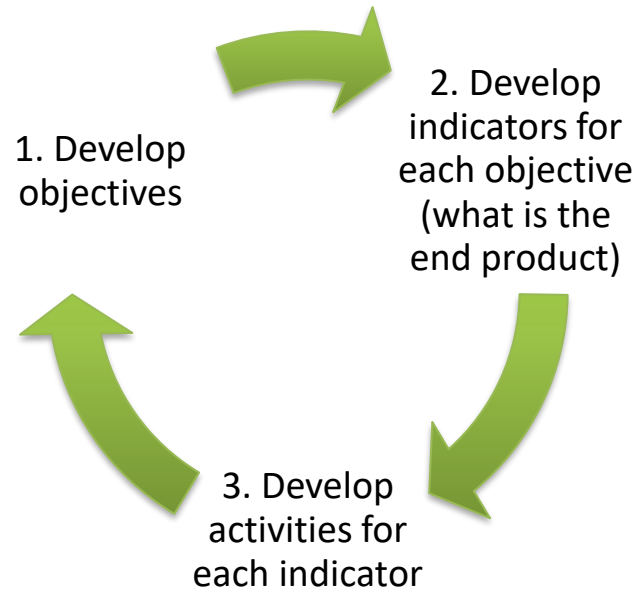 1. Develop
objectives
2. Develop
indicators for
each objective
(what is the
end product)
3. Develop
activities for
each indicator